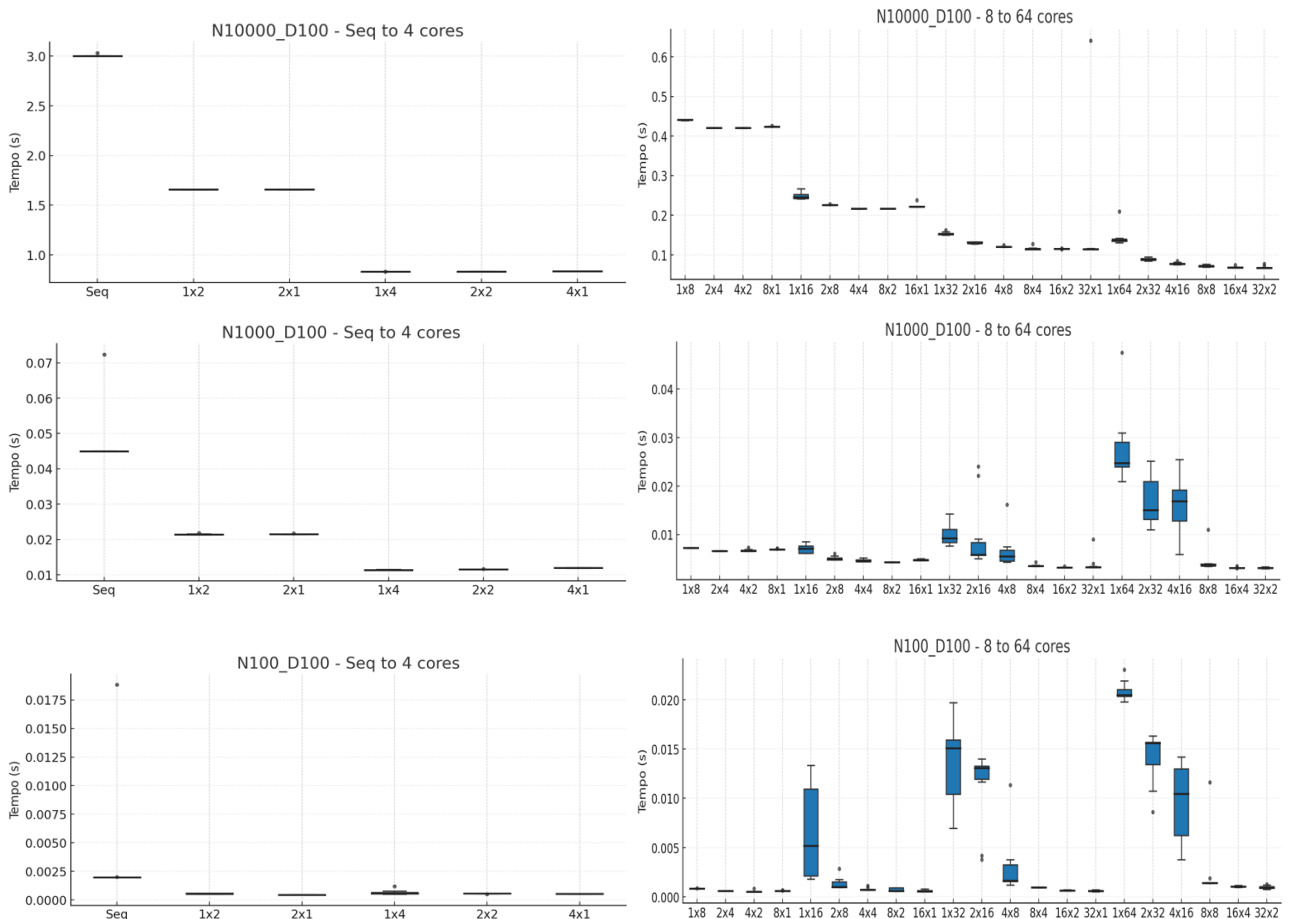 N10000_D100 - Seq to 4 cores
Tempo (s)
3.0
2.5
2.0
1.5
1.0
Seq 1x2 2x1 1x4 2x2 4x1
N10000_D100 - 8 to 64 cores
Tempo (s)
0.6
0.5
0.4
0.3
0.2
0.1
1x8 2x4 4x2 8x1 1x16 2x8 4x4 8x2 16x1 1x32 2x16 4x8 8x4 16x2 32x1 1x64 2x32 4x16 8x8 16x4 32x2
N1000_D100 - Seq to 4 cores
Tempo (s)
0.07
0.06
0.05
0.04
0.03
0.02
0.01
Seq 1x2 2x1 1x4 2x2 4x1
N1000_D100 - 8 to 64 cores
Tempo (s)
0.04
0.03
0.02
0.01
1x8 2x4 4x2 8x1 1x16 2x8 4x4 8x2 16x1 1x32 2x16 4x8 8x4 16x2 32x1 1x64 2x32 4x16 8x8 16x4 32x2
N100_D100 - Seq to 4 cores
Tempo (s)
0.0175
0.0150
0.0125
0.0100
0.0075
0.0050
0.0025
0.0000
Seq 1x2 2x1 1x4 2x2 4x1
N100_D100 - 8 to 64 cores
Tempo (s)
0.020
0.015
0.010
0.005
0.000
1x8 2x4 4x2 8x1 1x16 2x8 4x4 8x2 16x1 1x32 2x16 4x8 8x4 16x2 32x1 1x64 2x32 4x16 8x8 16x4 32x2